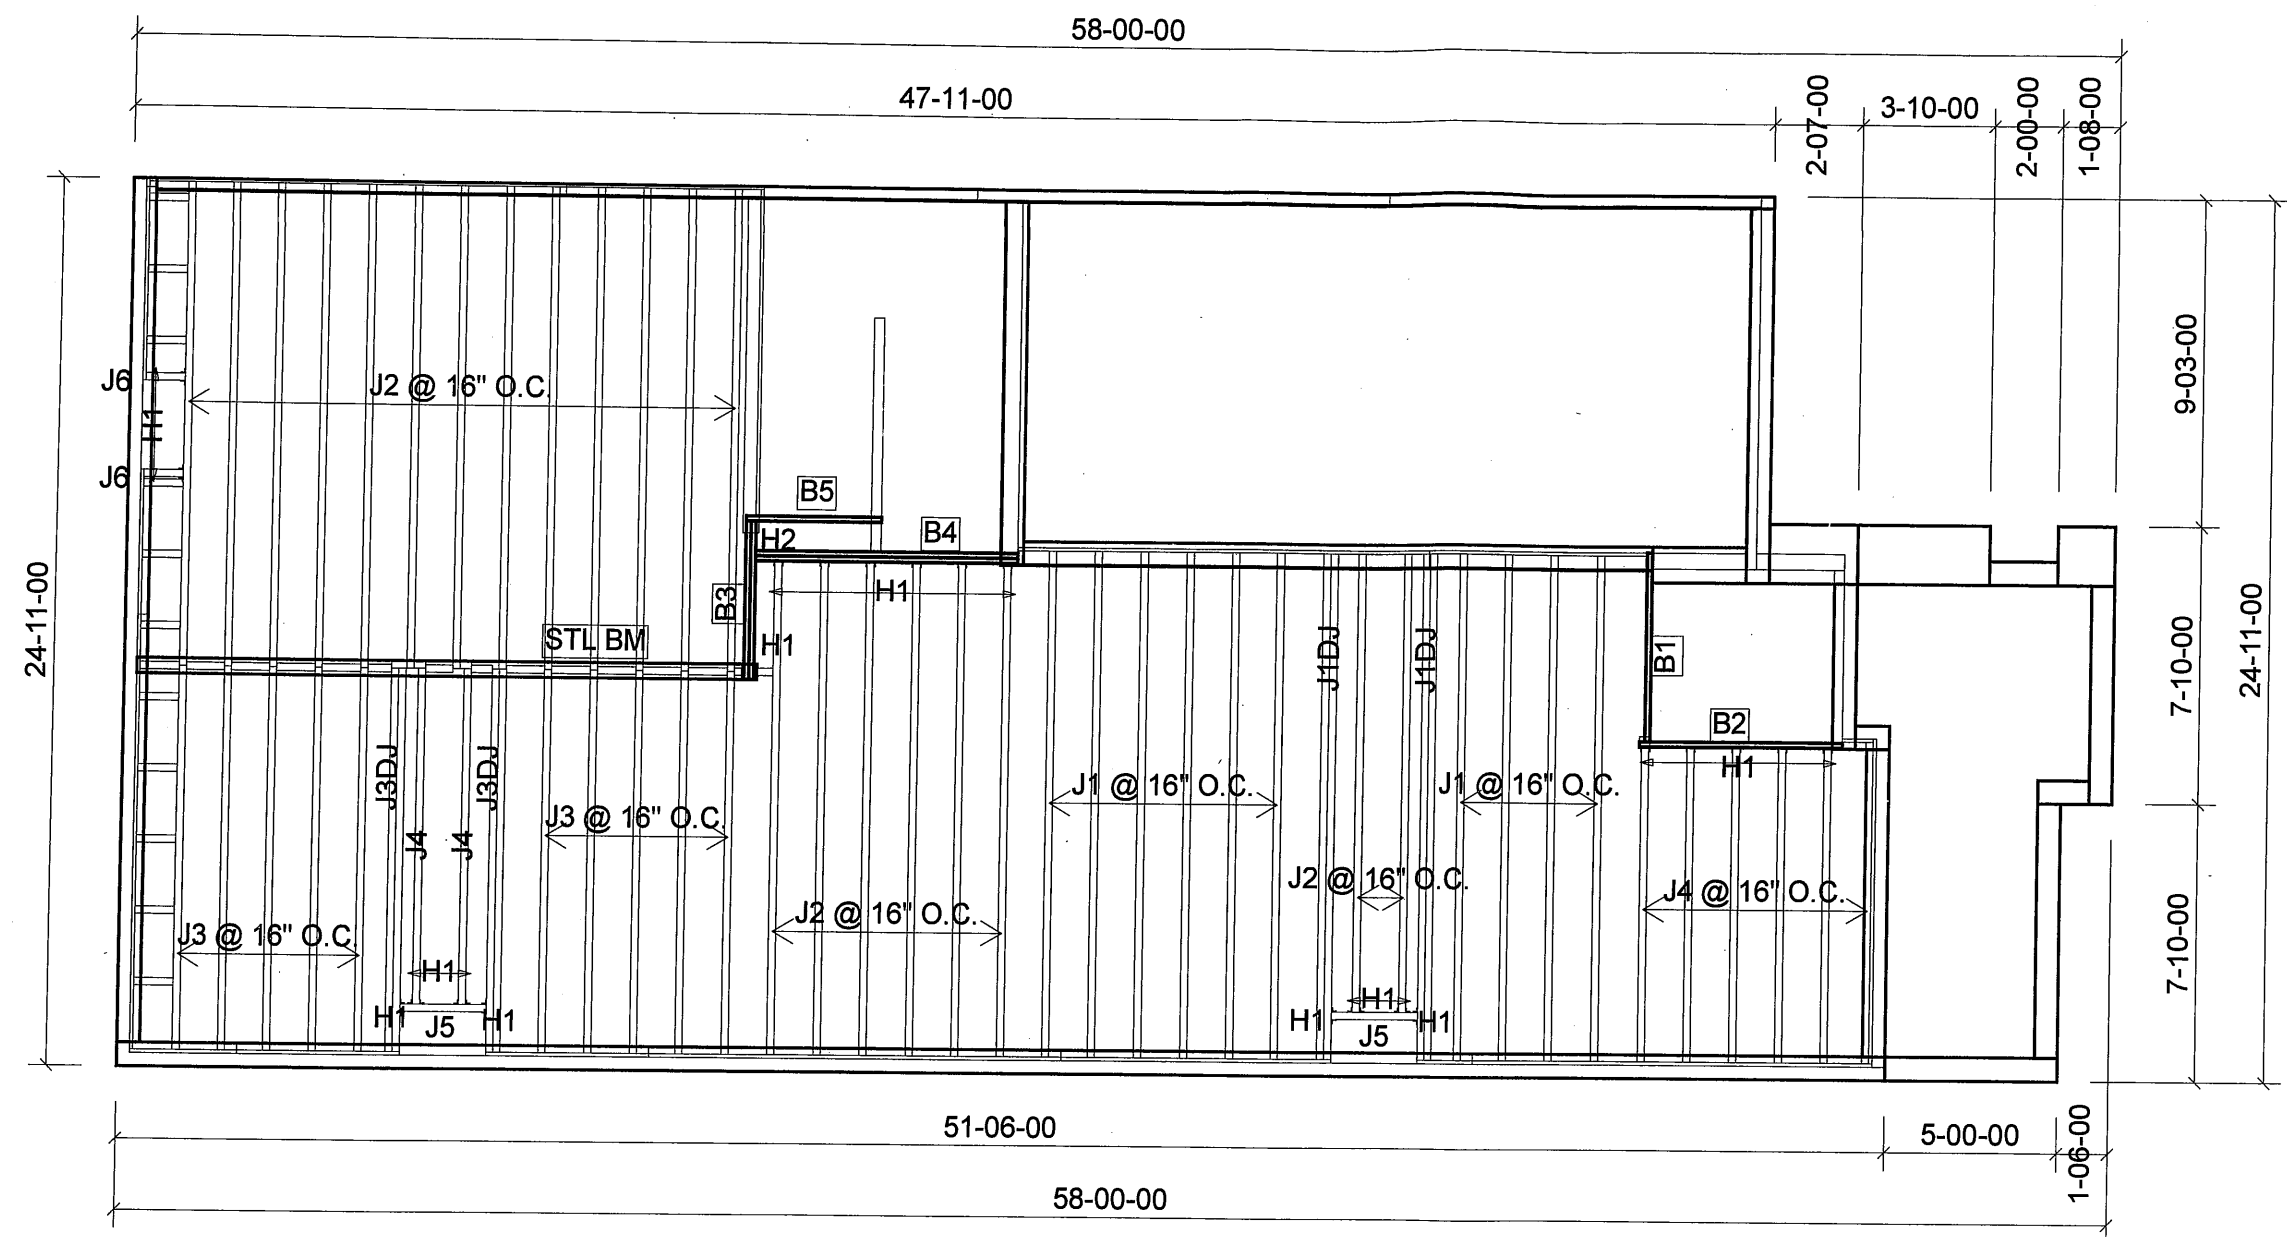 58-00-00
47-11-00
2-07-00
3-10-00
2-00-00
1-08-00
24-11-00
9-03-00
7-10-00
7-10-00
24-11-00
J6
H1
J6
J2 @ 16" O.C.
B5
B4
H2
H1
B3
H1
STL BM
J1DJ
J1DJ
B1
B2
H1
J3DJ
J3DJ
J4
J4
J3 @ 16" O.C.
J1 @ 16" O.C.
J1 @ 16" O.C.
J2 @ 16" O.C.
J4 @ 16" O.C.
J3 @ 16" O.C.
J2 @ 16" O.C.
H1
H1
J5
H1
H1
H1
J5
H1
51-06-00
5-00-00
1-06-00
58-00-00